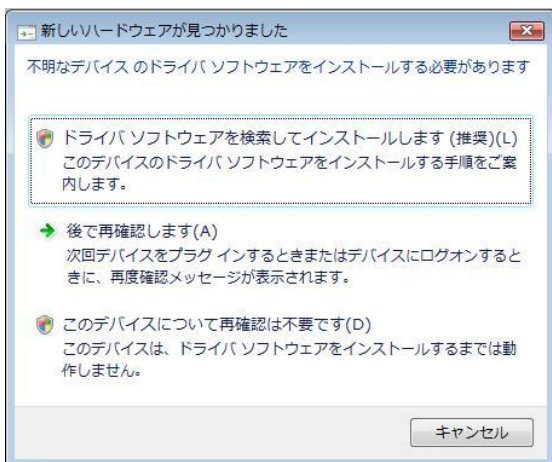 新しいハードウェアが見つかりました
不明なデバイス のドライバ ソフトウェアをインストールする必要があります
ドライバ ソフトウェアを検索してインストールします (推奨)(L)
このデバイスのドライバ ソフトウェアをインストールする手順をご案
内します。
後で再確認します(A)
次回デバイスをプラグ インするときまたはデバイスにログオンすると
きに、再度確認メッセージが表示されます。
このデバイスについて再確認は不要です(D)
このデバイスは、ドライバ ソフトウェアをインストールするまでは動
作しません。
キャンセル